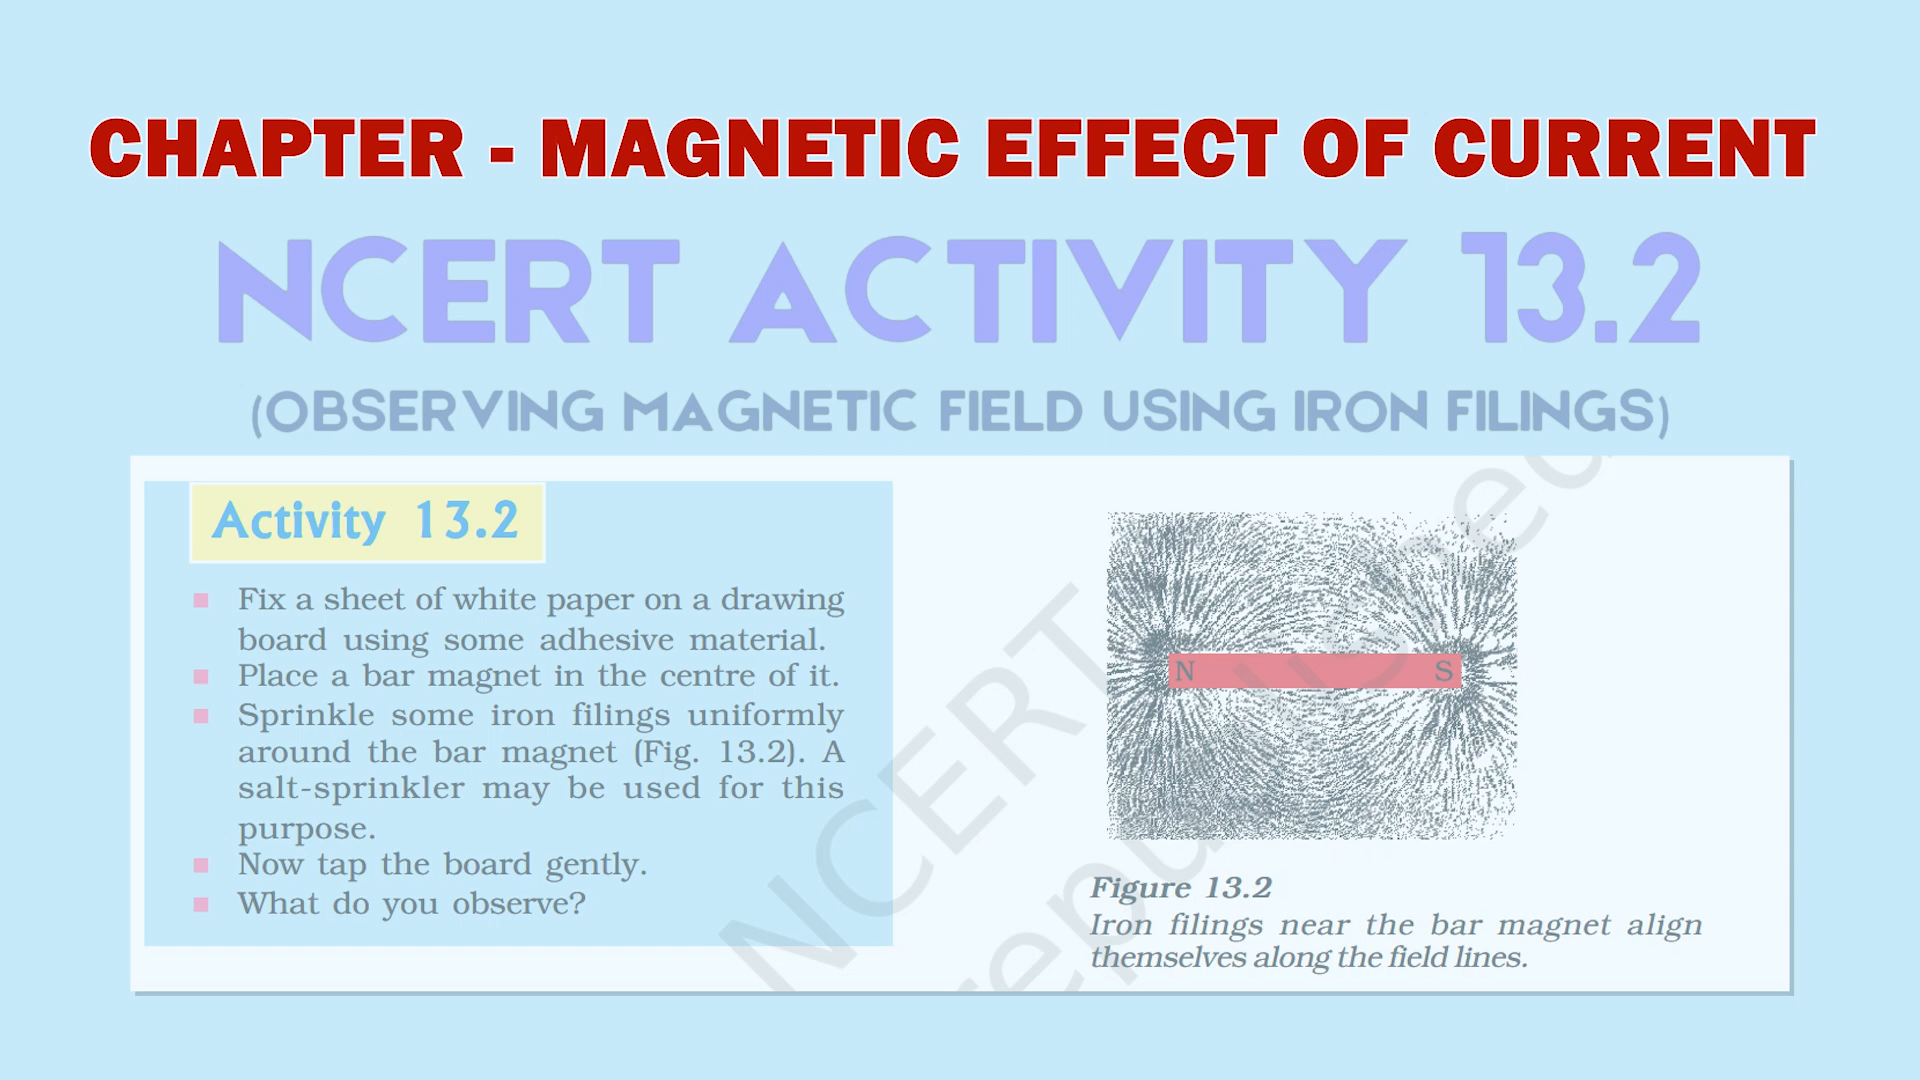 CHAPTER - MAGNETIC EFFECT OF CURRENT
NCERT ACTIVITY 13.2
(OBSERVING MAGNETIC FIELD USING IRON FILINGS)
Activity 13.2
Fix a sheet of white paper on a drawing
board using some adhesive material.
Place a bar magnet in the centre of it.
Sprinkle some iron filings uniformly
around the bar magnet (Fig. 13.2). A
salt-sprinkler may be used for this
purpose.
Now tap the board gently.
What do you observe?
N S
Figure 13.2
Iron filings near the bar magnet align
themselves along the field lines.
NCERT